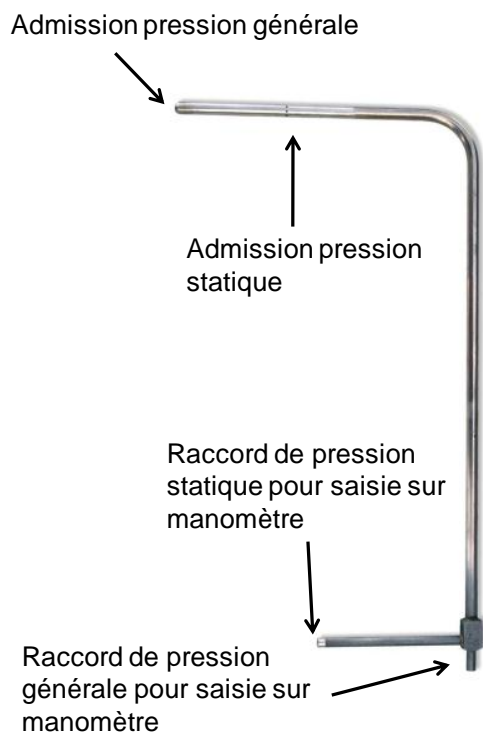 Admission pression générale
Admission pression
statique
Raccord de pression
statique pour saisie sur
manomètre
Raccord de pression
générale pour saisie sur
manomètre